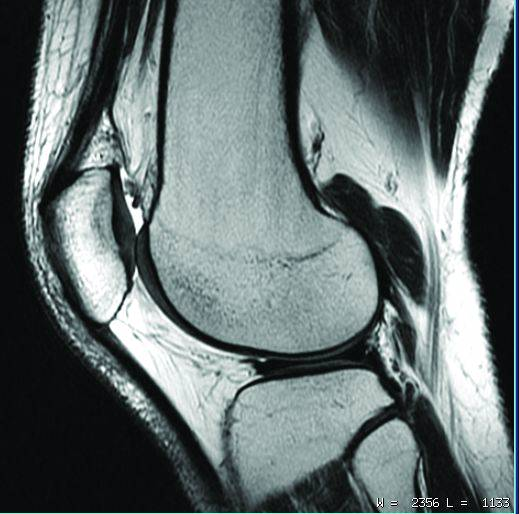 W = 2356 L = 1133